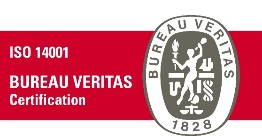 ISO 14001
BUREAU VERITAS
Certification
BUREAU VERITAS
1828